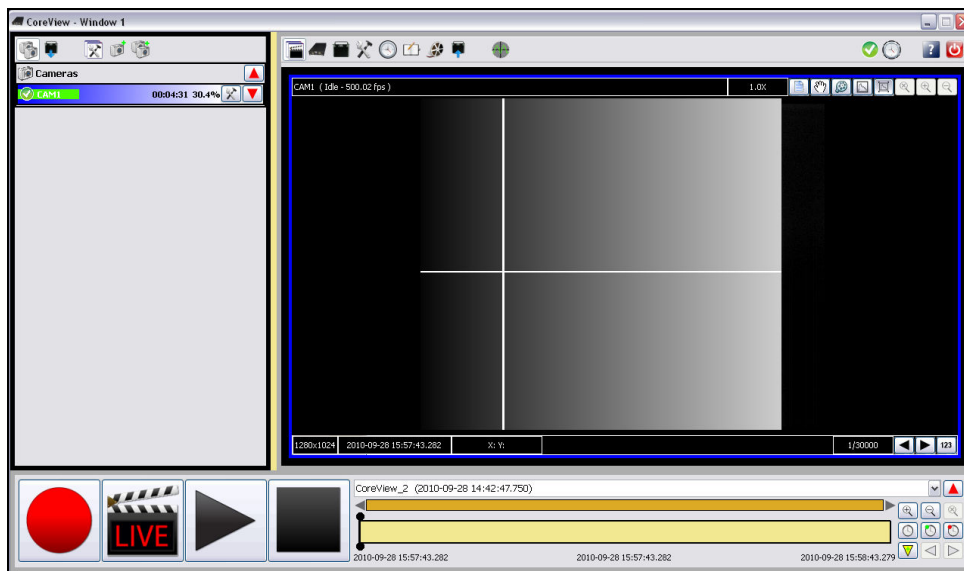 CoreView - Window 1
Cameras
CAM1 00:04:31 30.4%
CAM1 ( Idle - 500.02 fps )
1.0X
1280x1024
2010-09-28 15:57:43.282
X: Y:
1/30000
123
LIVE
CoreView_2 (2010-09-28 14:42:47.750)
2010-09-28 15:57:43.282
2010-09-28 15:57:43.282
2010-09-28 15:58:43.279
?